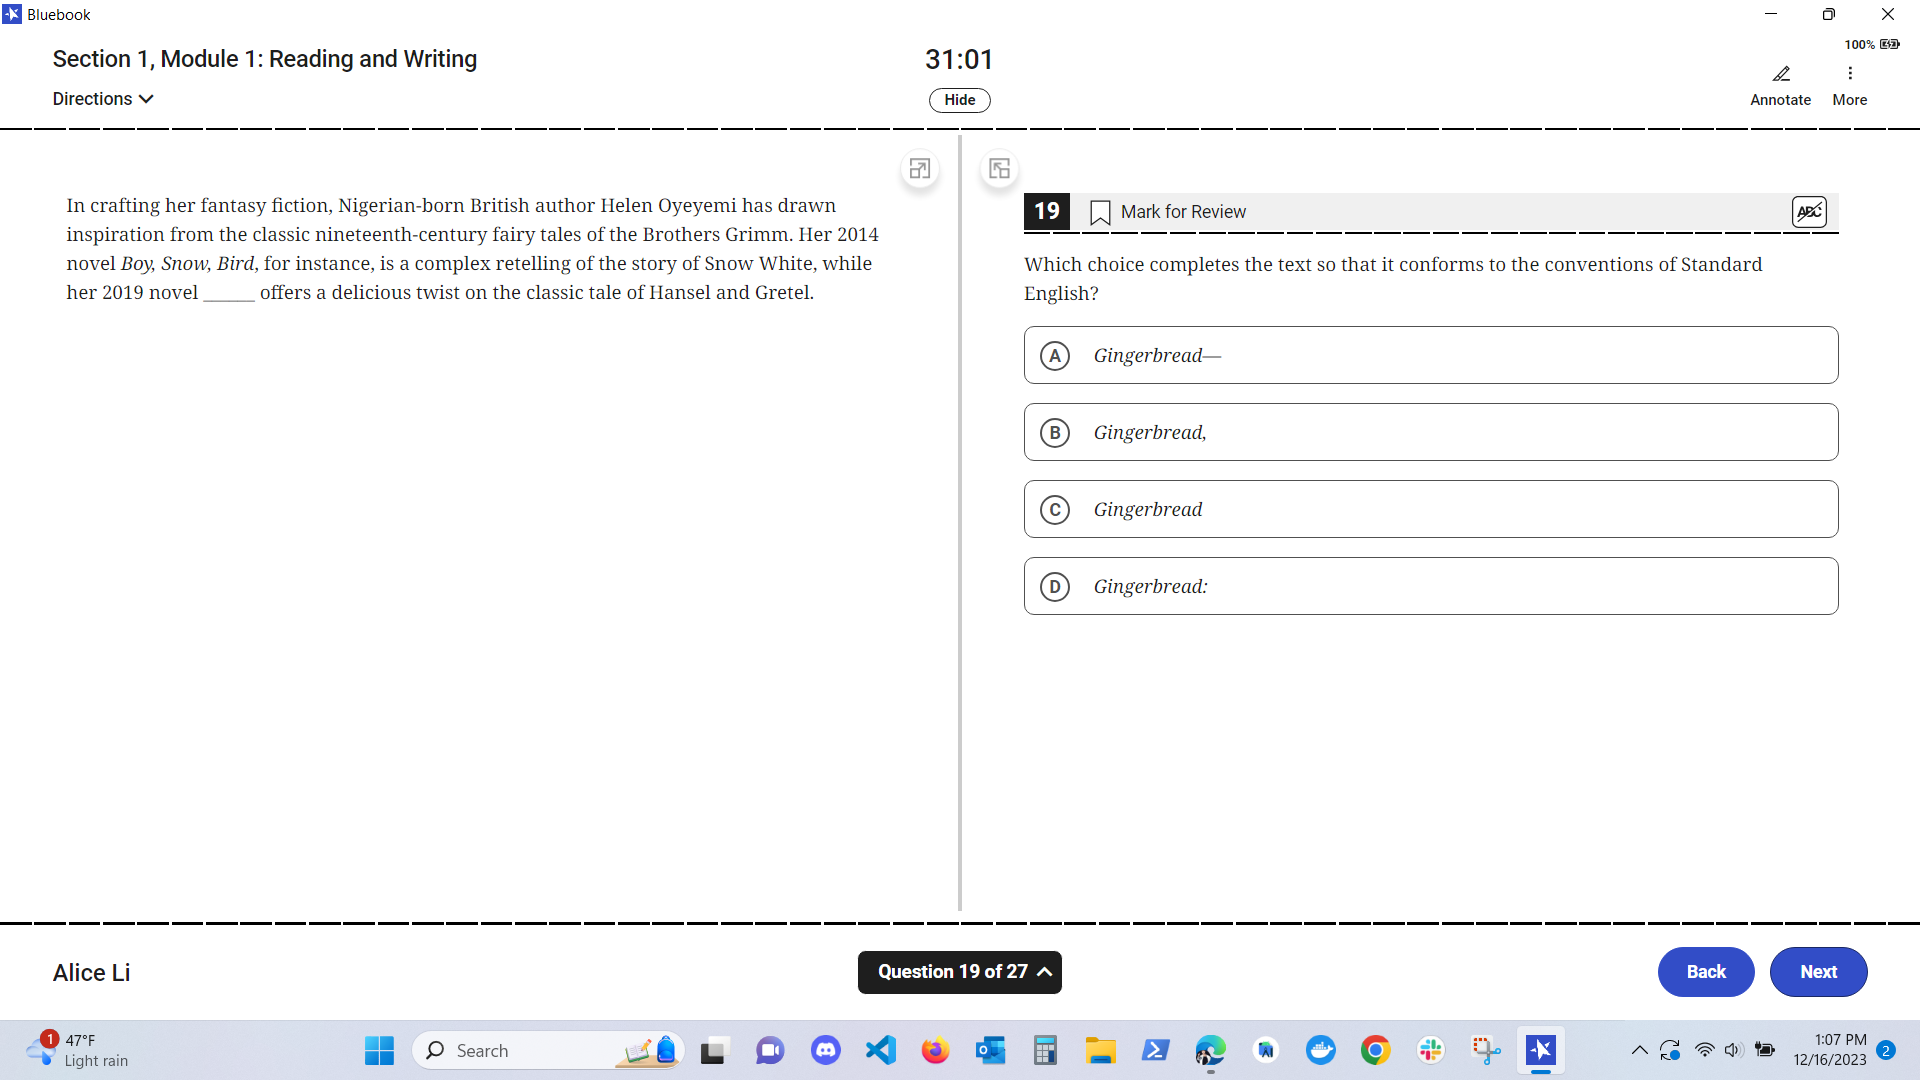 Bluebook
Section 1, Module 1: Reading and Writing
31:01
100%
Directions
Hide
Annotate
More
In crafting her fantasy fiction, Nigerian-born British author Helen Oyeyemi has drawn
inspiration from the classic nineteenth-century fairy tales of the Brothers Grimm. Her 2014
novel Boy, Snow, Bird, for instance, is a complex retelling of the story of Snow White, while
her 2019 novel ______ offers a delicious twist on the classic tale of Hansel and Gretel.
19
Mark for Review
ABC
Which choice completes the text so that it conforms to the conventions of Standard
English?
A Gingerbread—
B Gingerbread,
C Gingerbread
D Gingerbread:
Alice Li
Question 19 of 27
Back
Next
1
47°F
Light rain
Search
1:07 PM
12/16/2023
2